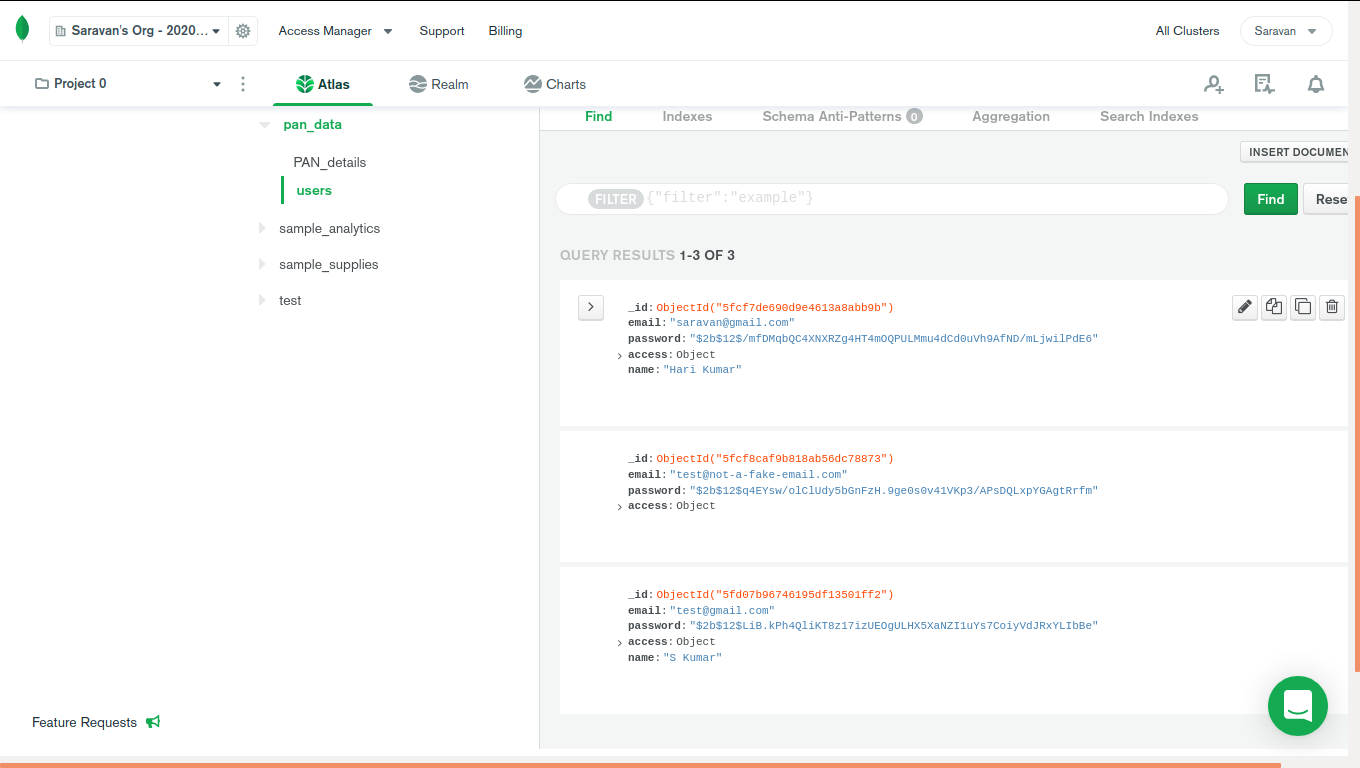 Saravan's Org - 2020...
Access Manager
Support
Billing
All Clusters
Saravan
Project 0
Atlas
Realm
Charts
pan_data
PAN_details
users
sample_analytics
sample_supplies
test
Feature Requests
Find
Indexes
Schema Anti-Patterns 0
Aggregation
Search Indexes
INSERT DOCUMEN
FILTER {"filter":"example"}
Find
Rese
QUERY RESULTS 1-3 OF 3
_id: ObjectId("5fcf7de690d9e4613a8abb9b")
email: "saravan@gmail.com"
password: "$2b$12$/mfDMqbQC4XNXRZg4HT4mOQPULMmu4dCd0uVh9AfND/mLjwilPdE6"
access: Object
name: "Hari Kumar"
_id: ObjectId("5fcf8caf9b818ab56dc78873")
email: "test@not-a-fake-email.com"
password: "$2b$12$q4EYsw/olClUdy5bGnFzH.9ge0s0v41VKp3/APsDQLxpYGAgtRrfm"
access: Object
_id: ObjectId("5fd07b96746195df13501ff2")
email: "test@gmail.com"
password: "$2b$12$LiB.kPh4QliKT8z17izUEOgULHX5XaNZI1uYs7CoiyVdJRxYLIbBe"
access: Object
name: "S Kumar"